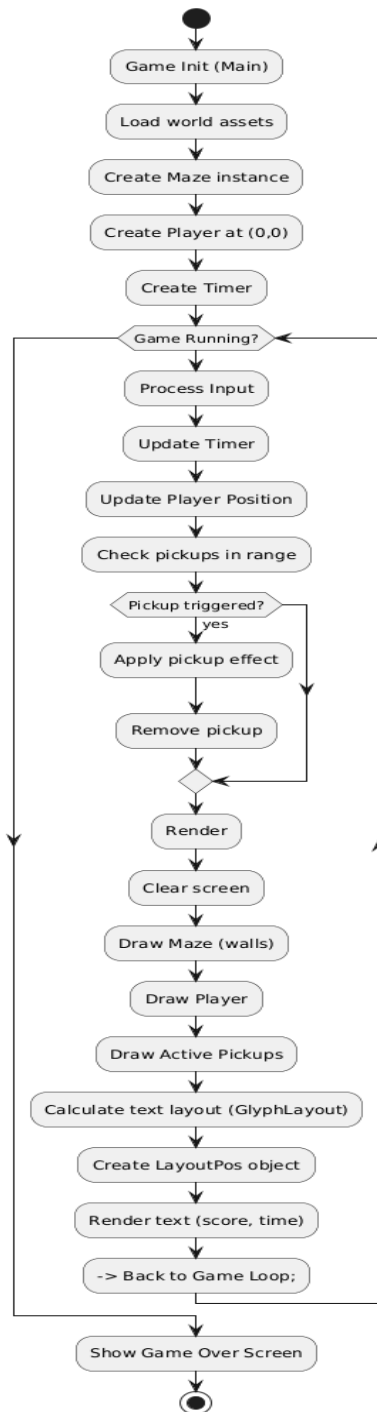 Game Init (Main)
Load world assets
Create Maze instance
Create Player at (0,0)
Create Timer
Game Running?
Process Input
Update Timer
Update Player Position
Check pickups in range
Pickup triggered?
yes
Apply pickup effect
Remove pickup
Render
Clear screen
Draw Maze (walls)
Draw Player
Draw Active Pickups
Calculate text layout (GlyphLayout)
Create LayoutPos object
Render text (score, time)
-> Back to Game Loop;
Show Game Over Screen